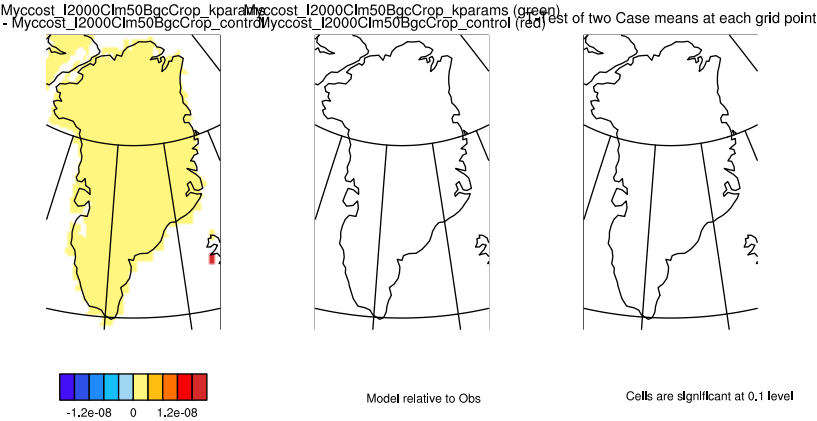 Myccost_I2000Clm50BgcCrop_kparams
- Myccost_I2000Clm50BgcCrop_control
Myccost_I2000Clm50BgcCrop_kparams (green)
Myccost_I2000Clm50BgcCrop_control (red)
T-Test of two Case means at each grid point
-1.2e-08 0 1.2e-08
Model relative to Obs
Cells are significant at 0.1 level